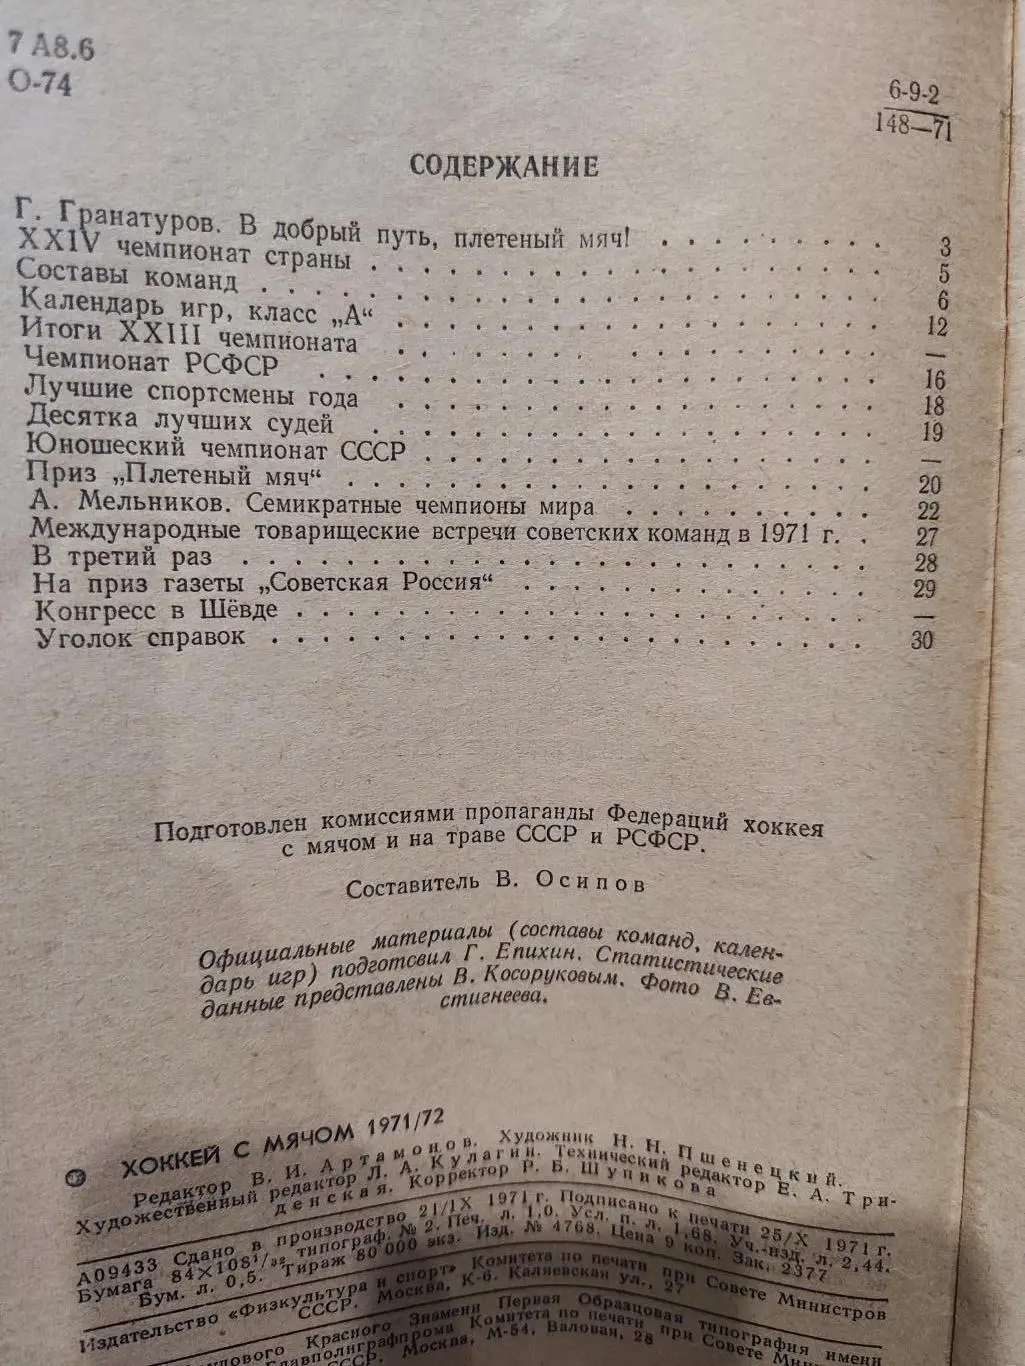 7 А8.6
О-74
6-9-2
148—71
СОДЕРЖАНИЕ
Г. Гранатуров. В добрый путь, плетеный мяч! . . . . . . . . . 3
XXIV чемпионат страны . . . . . . . . . . . . . . . . . . 5
Составы команд . . . . . . . . . . . . . . . . . . . . . 6
Календарь игр, класс „А“ . . . . . . . . . . . . . . . . . 12
Итоги XXIII чемпионата . . . . . . . . . . . . . . . . . —
Чемпионат РСФСР . . . . . . . . . . . . . . . . . . . 16
Лучшие спортсмены года . . . . . . . . . . . . . . . . . 18
Десятка лучших судей . . . . . . . . . . . . . . . . . . 19
Юношеский чемпионат СССР . . . . . . . . . . . . . . . . —
Приз „Плетеный мяч“ . . . . . . . . . . . . . . . . . . 20
А. Мельников. Семикратные чемпионы мира . . . . . . . . . 22
Международные товарищеские встречи советских команд в 1971 г. . 27
В третий раз . . . . . . . . . . . . . . . . . . . . . . 28
На приз газеты „Советская Россия“ . . . . . . . . . . . . . 29
Конгресс в Шёвде . . . . . . . . . . . . . . . . . . . . —
Уголок справок . . . . . . . . . . . . . . . . . . . . . 30
Подготовлен комиссиями пропаганды Федераций хоккея
с мячом и на траве СССР и РСФСР.
Составитель В. Осипов
Официальные материалы (составы команд, кален-
дарь игр) подготовил Г. Епихин. Статистические
данные представлены В. Косоруковым. Фото В. Ев-
стигнеева.
ХОККЕЙ С МЯЧОМ 1971/72
Редактор В. И. Артамонов. Художник Н. Н. Пшенецкий.
Художественный редактор Л. А. Кулагин. Технический редактор Е. А. Три-
денская. Корректор Р. Б. Шупикова
А09433 Сдано в производство 21/IX 1971 г. Подписано к печати 25/X 1971 г.
Бумага 84×108¹/₃₂ типограф. № 2. Печ. л. 1,0. Усл. п. л. 1,68. Уч.-изд. л. 2,44.
Бум. л. 0,5. Тираж 80 000 экз. Изд. № 4768. Цена 9 коп. Зак. 2377
Издательство «Физкультура и спорт» Комитета по печати при Совете Министров
СССР. Москва, К-6. Каляевская ул., 27
Красного Знамени Первая Образцовая типография имени
Главполиграфпрома Комитета по печати при Совете
СССР. Москва, М-54, Валовая, 28